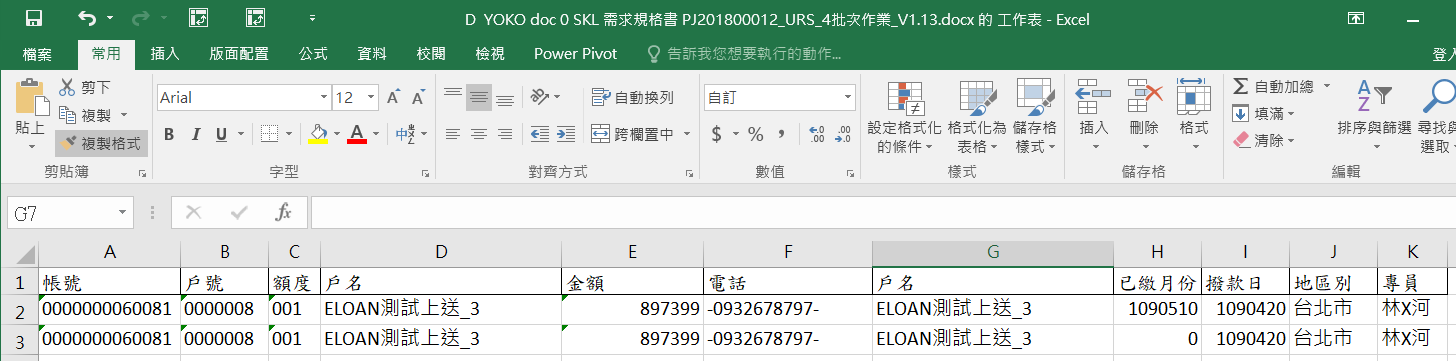 D YOKO doc 0 SKL 需求規格書 PJ201800012_URS_4批次作業_V1.13.docx 的 工作表 - Excel
檔案 常用 插入 版面配置 公式 資料 校閱 檢視 Power Pivot 告訴我您想要執行的動作... 登入
貼上 剪下 複製 複製格式 剪貼簿
Arial 12 B I U A 中 字型
自動換列 跨欄置中 對齊方式
自訂 $ % , .0 .00 .00 .0 數值
設定格式化的條件 格式化為表格 儲存格樣式 樣式
插入 刪除 格式 儲存格
自動加總 填滿 清除 排序與篩選 尋找與選取 編輯
G7 fx
A B C D E F G H I J K
1 帳號 戶號 額度 戶名 金額 電話 戶名 已繳月份 撥款日 地區別 專員
2 0000000060081 0000008 001 ELOAN測試上送_3 897399 -0932678797- ELOAN測試上送_3 1090510 1090420 台北市 林X河
3 0000000060081 0000008 001 ELOAN測試上送_3 897399 -0932678797- ELOAN測試上送_3 0 1090420 台北市 林X河